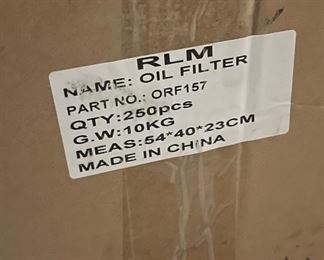 RLM
NAME: OIL FILTER
PART NO.: ORF157
QTY:250pcs
G.W:10KG
MEAS:54*40*23CM
MADE IN CHINA